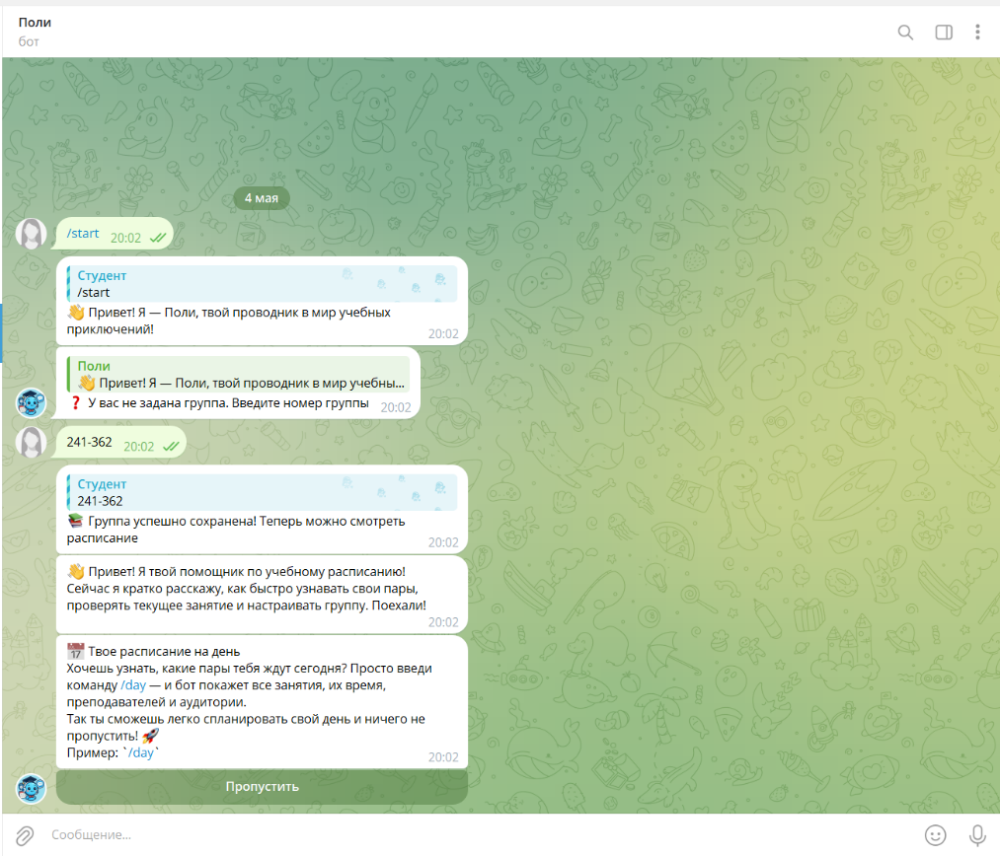 Поли
бот
4 мая
/start 20:02
Студент
/start
👋 Привет! Я — Поли, твой проводник в мир учебных
приключений!
20:02
Поли
👋 Привет! Я — Поли, твой проводник в мир учебны...
❓ У вас не задана группа. Введите номер группы 20:02
241-362 20:02
Студент
241-362
📚 Группа успешно сохранена! Теперь можно смотреть
расписание
20:02
👋 Привет! Я твой помощник по учебному расписанию!
Сейчас я кратко расскажу, как быстро узнавать свои пары,
проверять текущее занятие и настраивать группу. Поехали!
20:02
📅 Твое расписание на день
Хочешь узнать, какие пары тебя ждут сегодня? Просто введи
команду /day — и бот покажет все занятия, их время,
преподавателей и аудитории.
Так ты сможешь легко спланировать свой день и ничего не
пропустить! 🚀
Пример: `/day`
20:02
Пропустить
Сообщение...